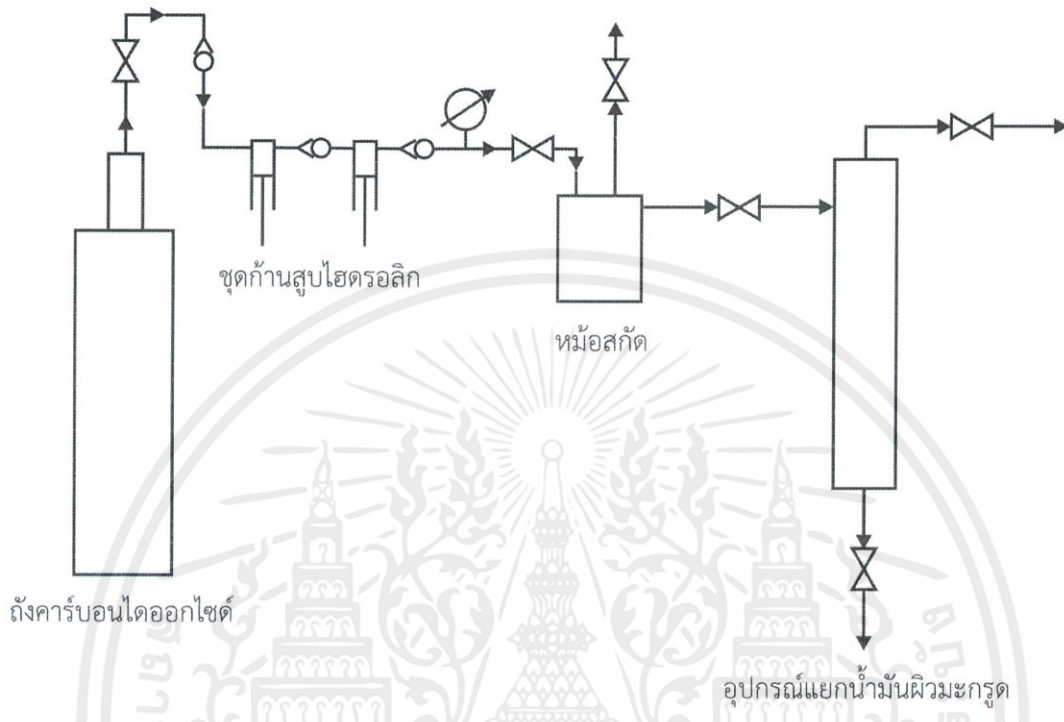 ชุดก้านสูบไฮดรอลิก
หม้อสกัด
ถังคาร์บอนไดออกไซด์
อุปกรณ์แยกน้ำมันผิวมะกรูด